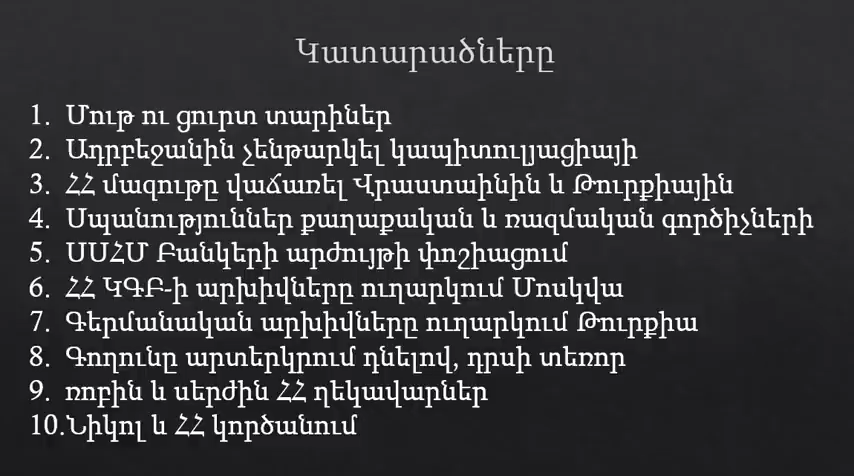 Կատարածները
1. Մութ ու ցուրտ տարիներ
2. Ադրբեջանին չենթարկել կապիտուլյացիայի
3. ՀՀ մազութը վաճառել Վրաստաինին և Թուրքիային
4. Սպանություններ քաղաքական և ռազմական գործիչների
5. ՍՍՀՄ Բանկերի արժույթի փոշիացում
6. ՀՀ ԿԳԲ-ի արխիվները ուղարկում Մոսկվա
7. Գերմանական արխիվները ուղարկում Թուրքիա
8. Գողունը արտերկրում դնելով, դրսի տեռոր
9. ռոբին և սերժին ՀՀ ղեկավարներ
10.Նիկոլ և ՀՀ կործանում